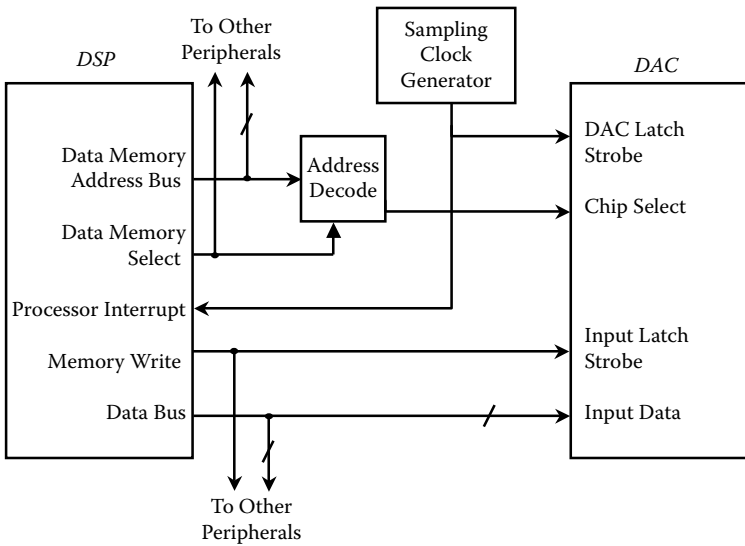 To Other
Peripherals
Sampling
Clock
Generator
DSP
DAC
Data Memory
Address Bus
Address
Decode
DAC Latch
Strobe
Data Memory
Select
Chip Select
Processor Interrupt
Memory Write
Input Latch
Strobe
Data Bus
Input Data
To Other
Peripherals